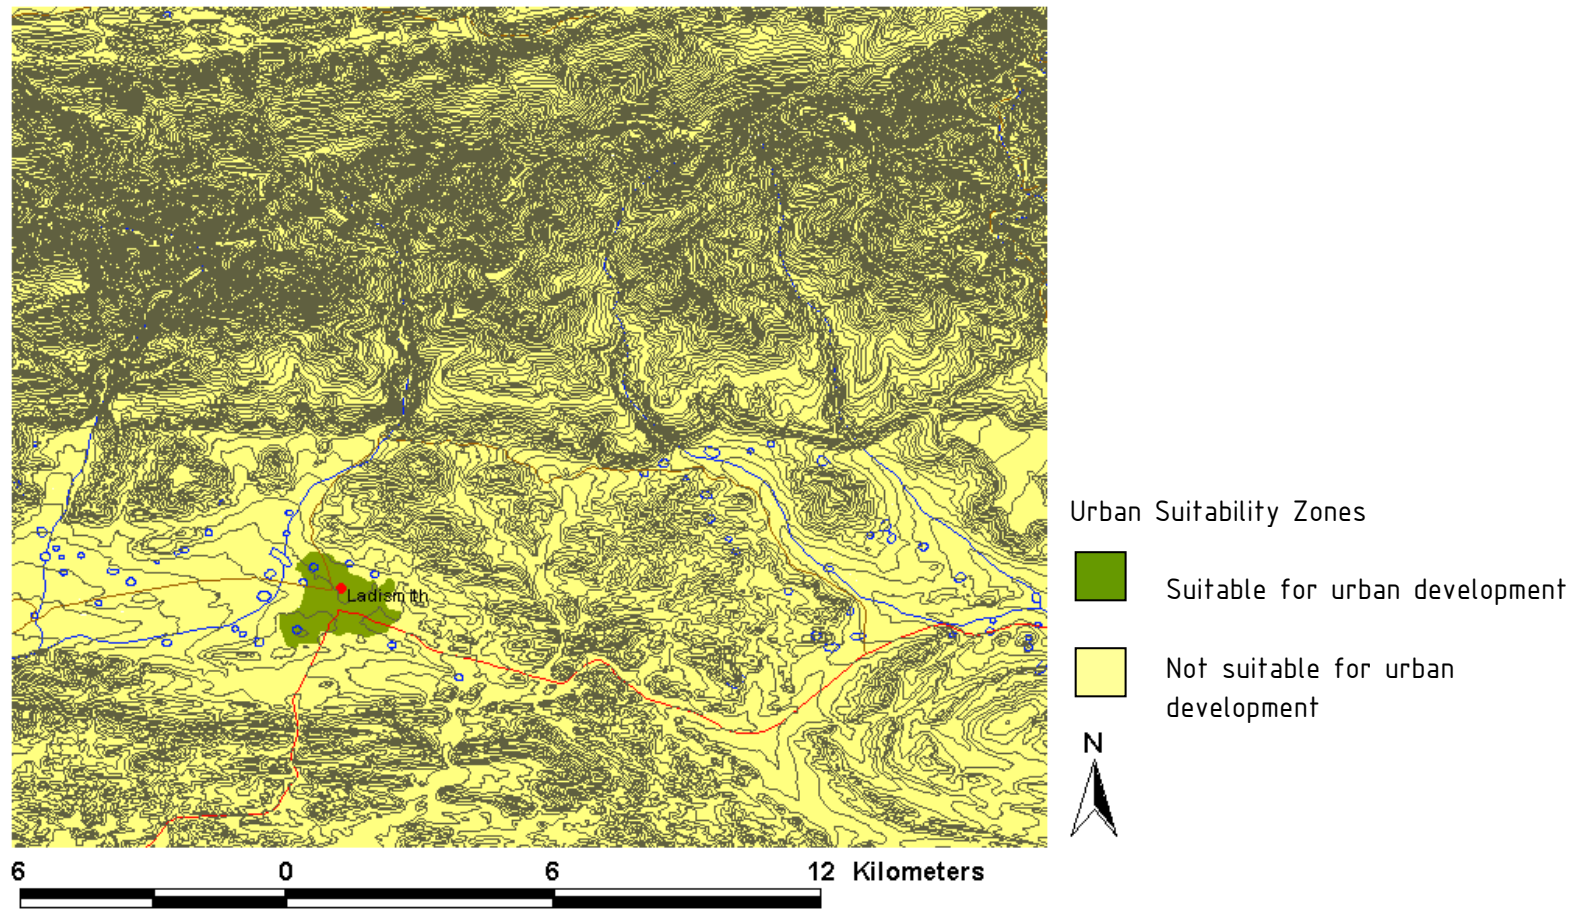 Ladismith
Urban Suitability Zones
Suitable for urban development
Not suitable for urban
development
N
6 0 6 12 Kilometers